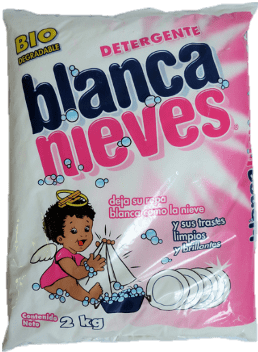 BIO
DEGRADABLE
DETERGENTE
blanca
nieves
deja su ropa
blanca como la nieve
y sus trastes
limpios
y brillantes
Contenido
Neto
2 kg